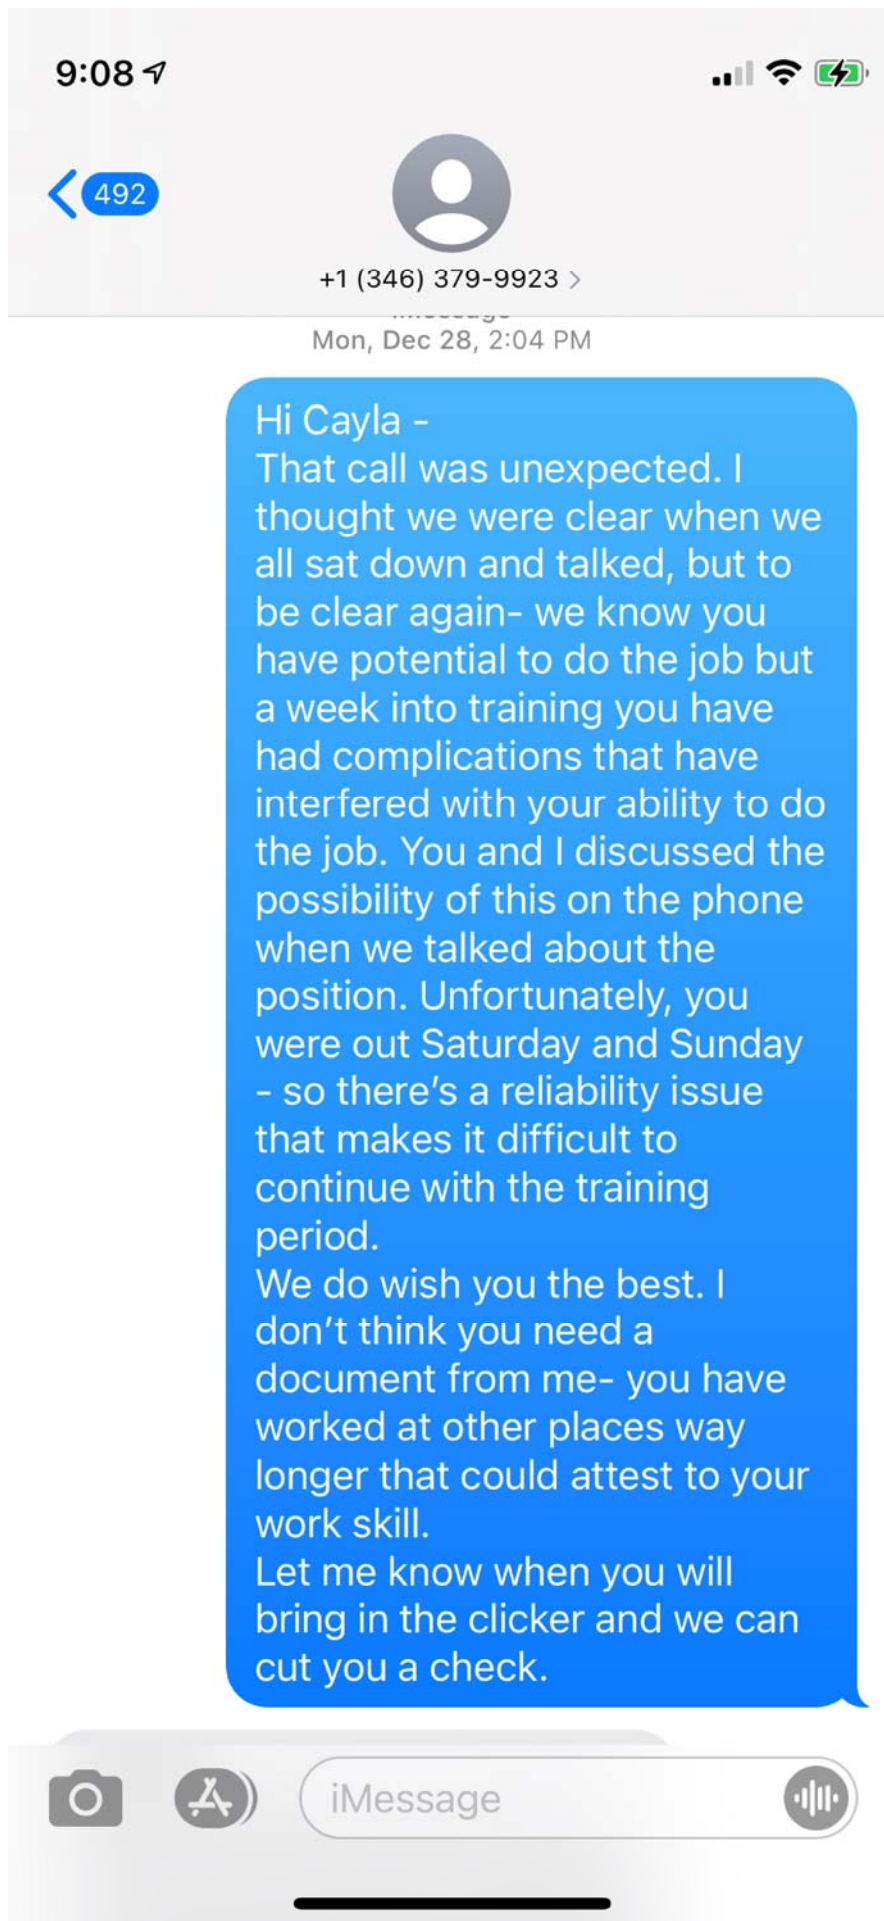 9:08
492
+1 (346) 379-9923
iMessage
Mon, Dec 28, 2:04 PM
Hi Cayla -
That call was unexpected. I
thought we were clear when we
all sat down and talked, but to
be clear again- we know you
have potential to do the job but
a week into training you have
had complications that have
interfered with your ability to do
the job. You and I discussed the
possibility of this on the phone
when we talked about the
position. Unfortunately, you
were out Saturday and Sunday
- so there's a reliability issue
that makes it difficult to
continue with the training
period.
We do wish you the best. I
don't think you need a
document from me- you have
worked at other places way
longer that could attest to your
work skill.
Let me know when you will
bring in the clicker and we can
cut you a check.
iMessage